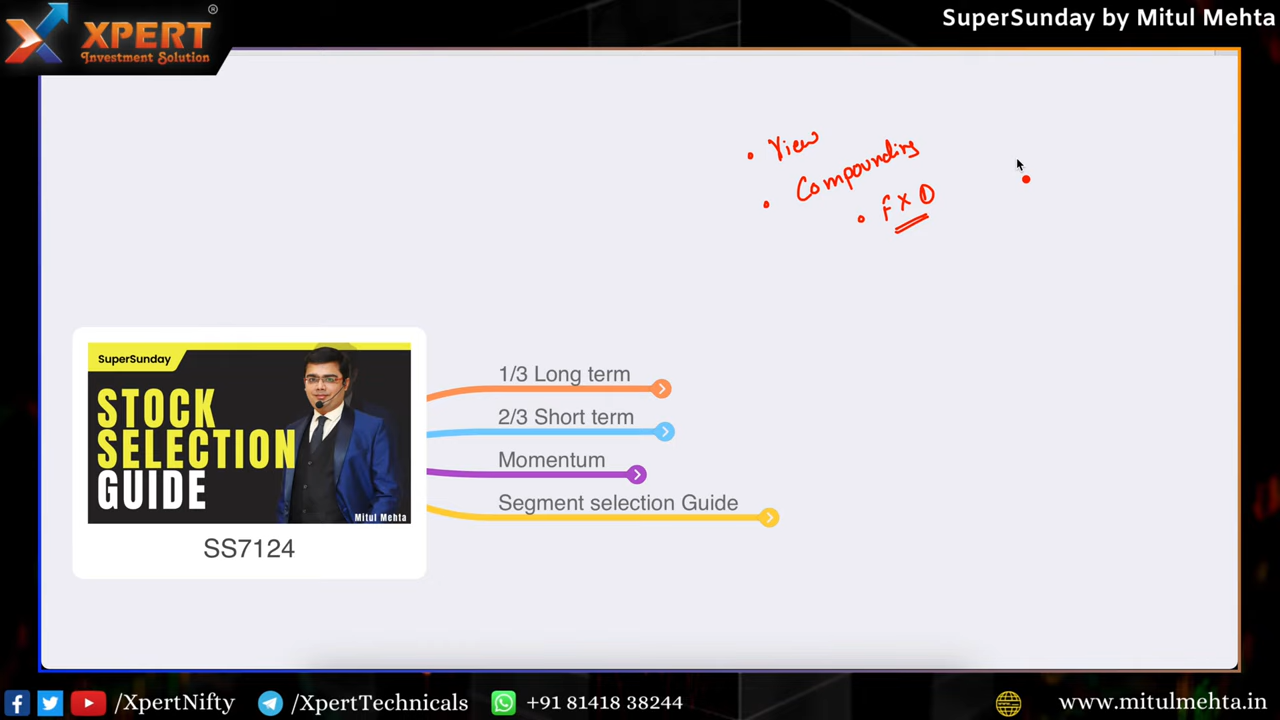 SuperSunday by Mitul Mehta
XPERT
Investment Solution
®
View
Compounding
F X D
SuperSunday
STOCK
SELECTION
GUIDE
Mitul Mehta
SS7124
1/3 Long term
2/3 Short term
Momentum
Segment selection Guide
/XpertNifty
/XpertTechnicals
+91 81418 38244
www.mitulmehta.in